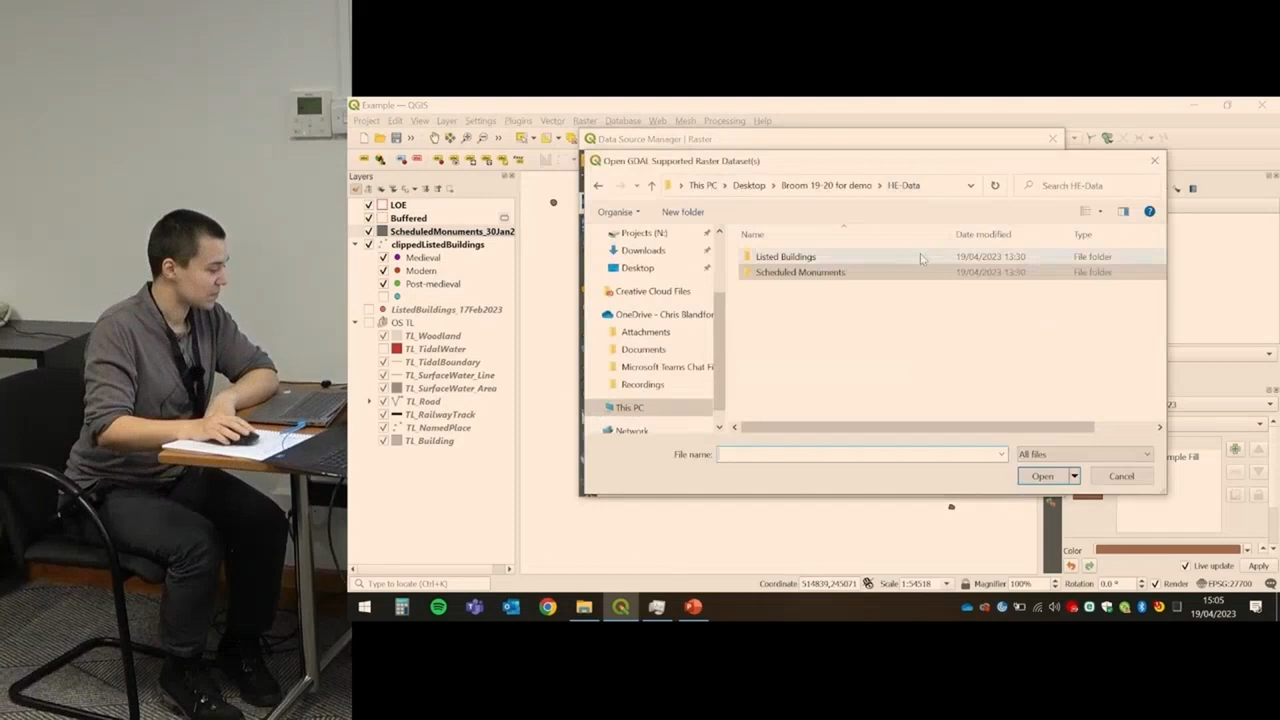 Example — QGIS
Project Edit View Layer Settings Plugins Vector Raster Database Web Mesh Processing Help
Data Source Manager | Raster
Open GDAL Supported Raster Dataset(s)
This PC Desktop Broom 19-20 for demo HE-Data
Search HE-Data
Organise
New folder
Layers
LOE
Buffered
ScheduledMonuments_30Jan2
clippedListedBuildings
Medieval
Modern
Post-medieval
ListedBuildings_17Feb2023
OS TL
TL_Woodland
TL_TidalWater
TL_TidalBoundary
TL_SurfaceWater_Line
TL_SurfaceWater_Area
TL_Road
TL_RailwayTrack
TL_NamedPlace
TL_Building
Projects (N:)
Downloads
Desktop
Creative Cloud Files
OneDrive - Chris Blandfor
Attachments
Documents
Microsoft Teams Chat Fi
Recordings
This PC
Network
Name Date modified Type
Listed Buildings 19/04/2023 13:30 File folder
Scheduled Monuments 19/04/2023 13:30 File folder
File name:
All files
Open
Cancel
mple Fill
Color
Live update
Apply
Type to locate (Ctrl+K)
Coordinate 514839,245071 Scale 1:54518 Magnifier 100% Rotation 0.0 ° Render EPSG:27700
15:05
19/04/2023